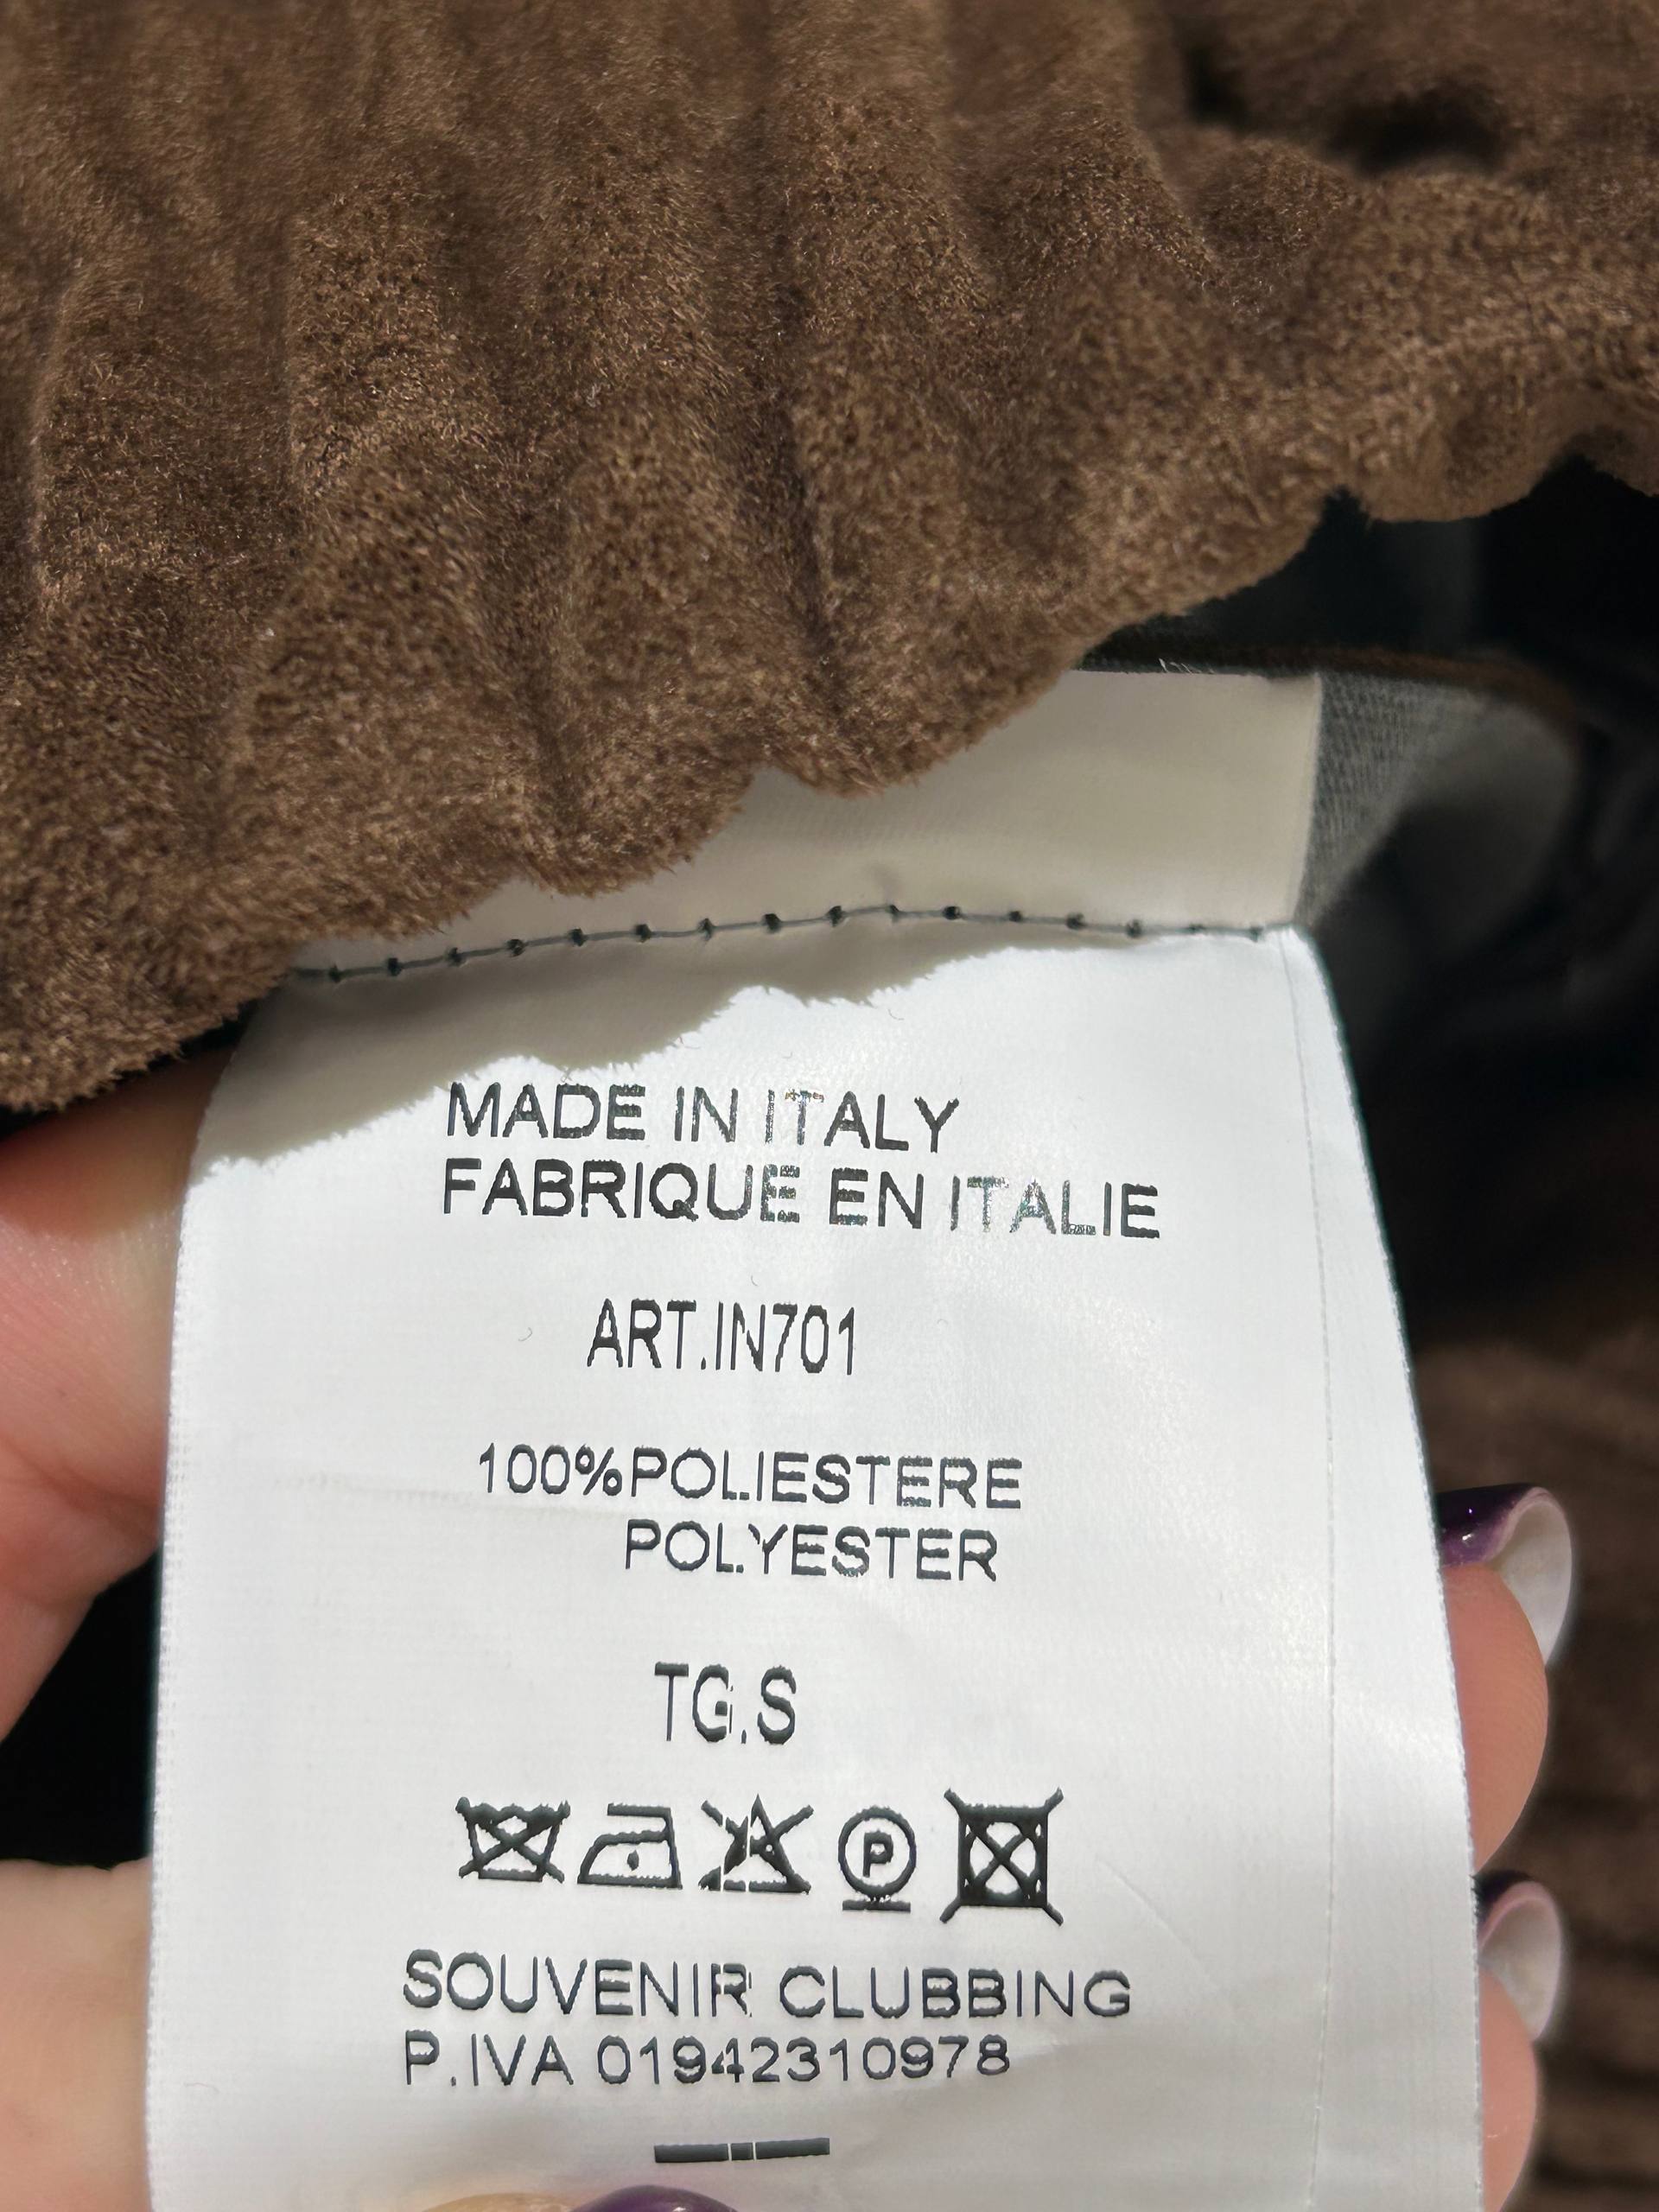 MADE IN ITALY
FABRIQUE EN ITALIE
ART.IN701
100%POLIESTERE
POLYESTER
TG.S
P
SOUVENIR CLUBBING
P.IVA 01942310978